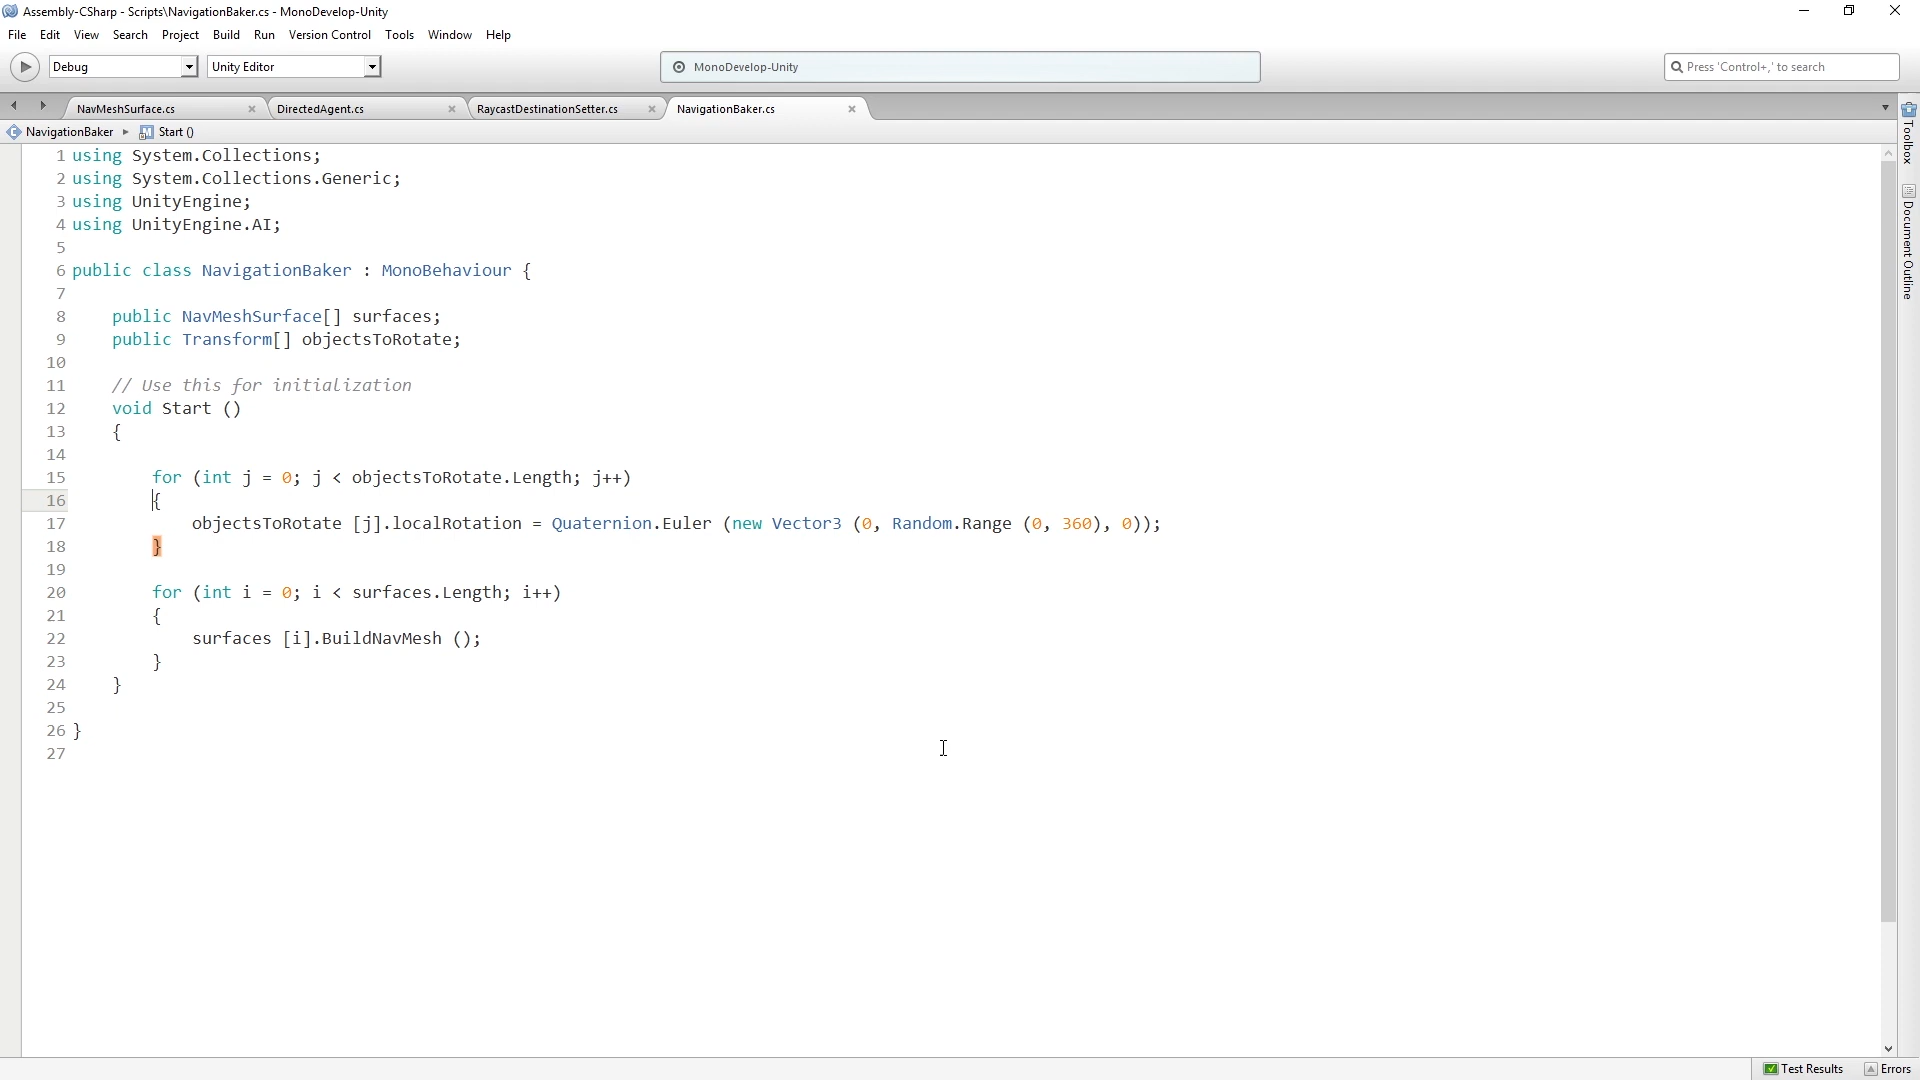 Assembly-CSharp - Scripts\NavigationBaker.cs - MonoDevelop-Unity
File Edit View Search Project Build Run Version Control Tools Window Help
Debug Unity Editor MonoDevelop-Unity Press 'Control+,' to search
NavMeshSurface.cs DirectedAgent.cs RaycastDestinationSetter.cs NavigationBaker.cs
NavigationBaker Start ()
1 using System.Collections;
2 using System.Collections.Generic;
3 using UnityEngine;
4 using UnityEngine.AI;
5
6 public class NavigationBaker : MonoBehaviour {
7
8 public NavMeshSurface[] surfaces;
9 public Transform[] objectsToRotate;
10
11 // Use this for initialization
12 void Start ()
13 {
14
15 for (int j = 0; j < objectsToRotate.Length; j++)
16 {
17 objectsToRotate [j].localRotation = Quaternion.Euler (new Vector3 (0, Random.Range (0, 360), 0));
18 }
19
20 for (int i = 0; i < surfaces.Length; i++)
21 {
22 surfaces [i].BuildNavMesh ();
23 }
24 }
25
26 }
27
Toolbox
Document Outline
Test Results Errors